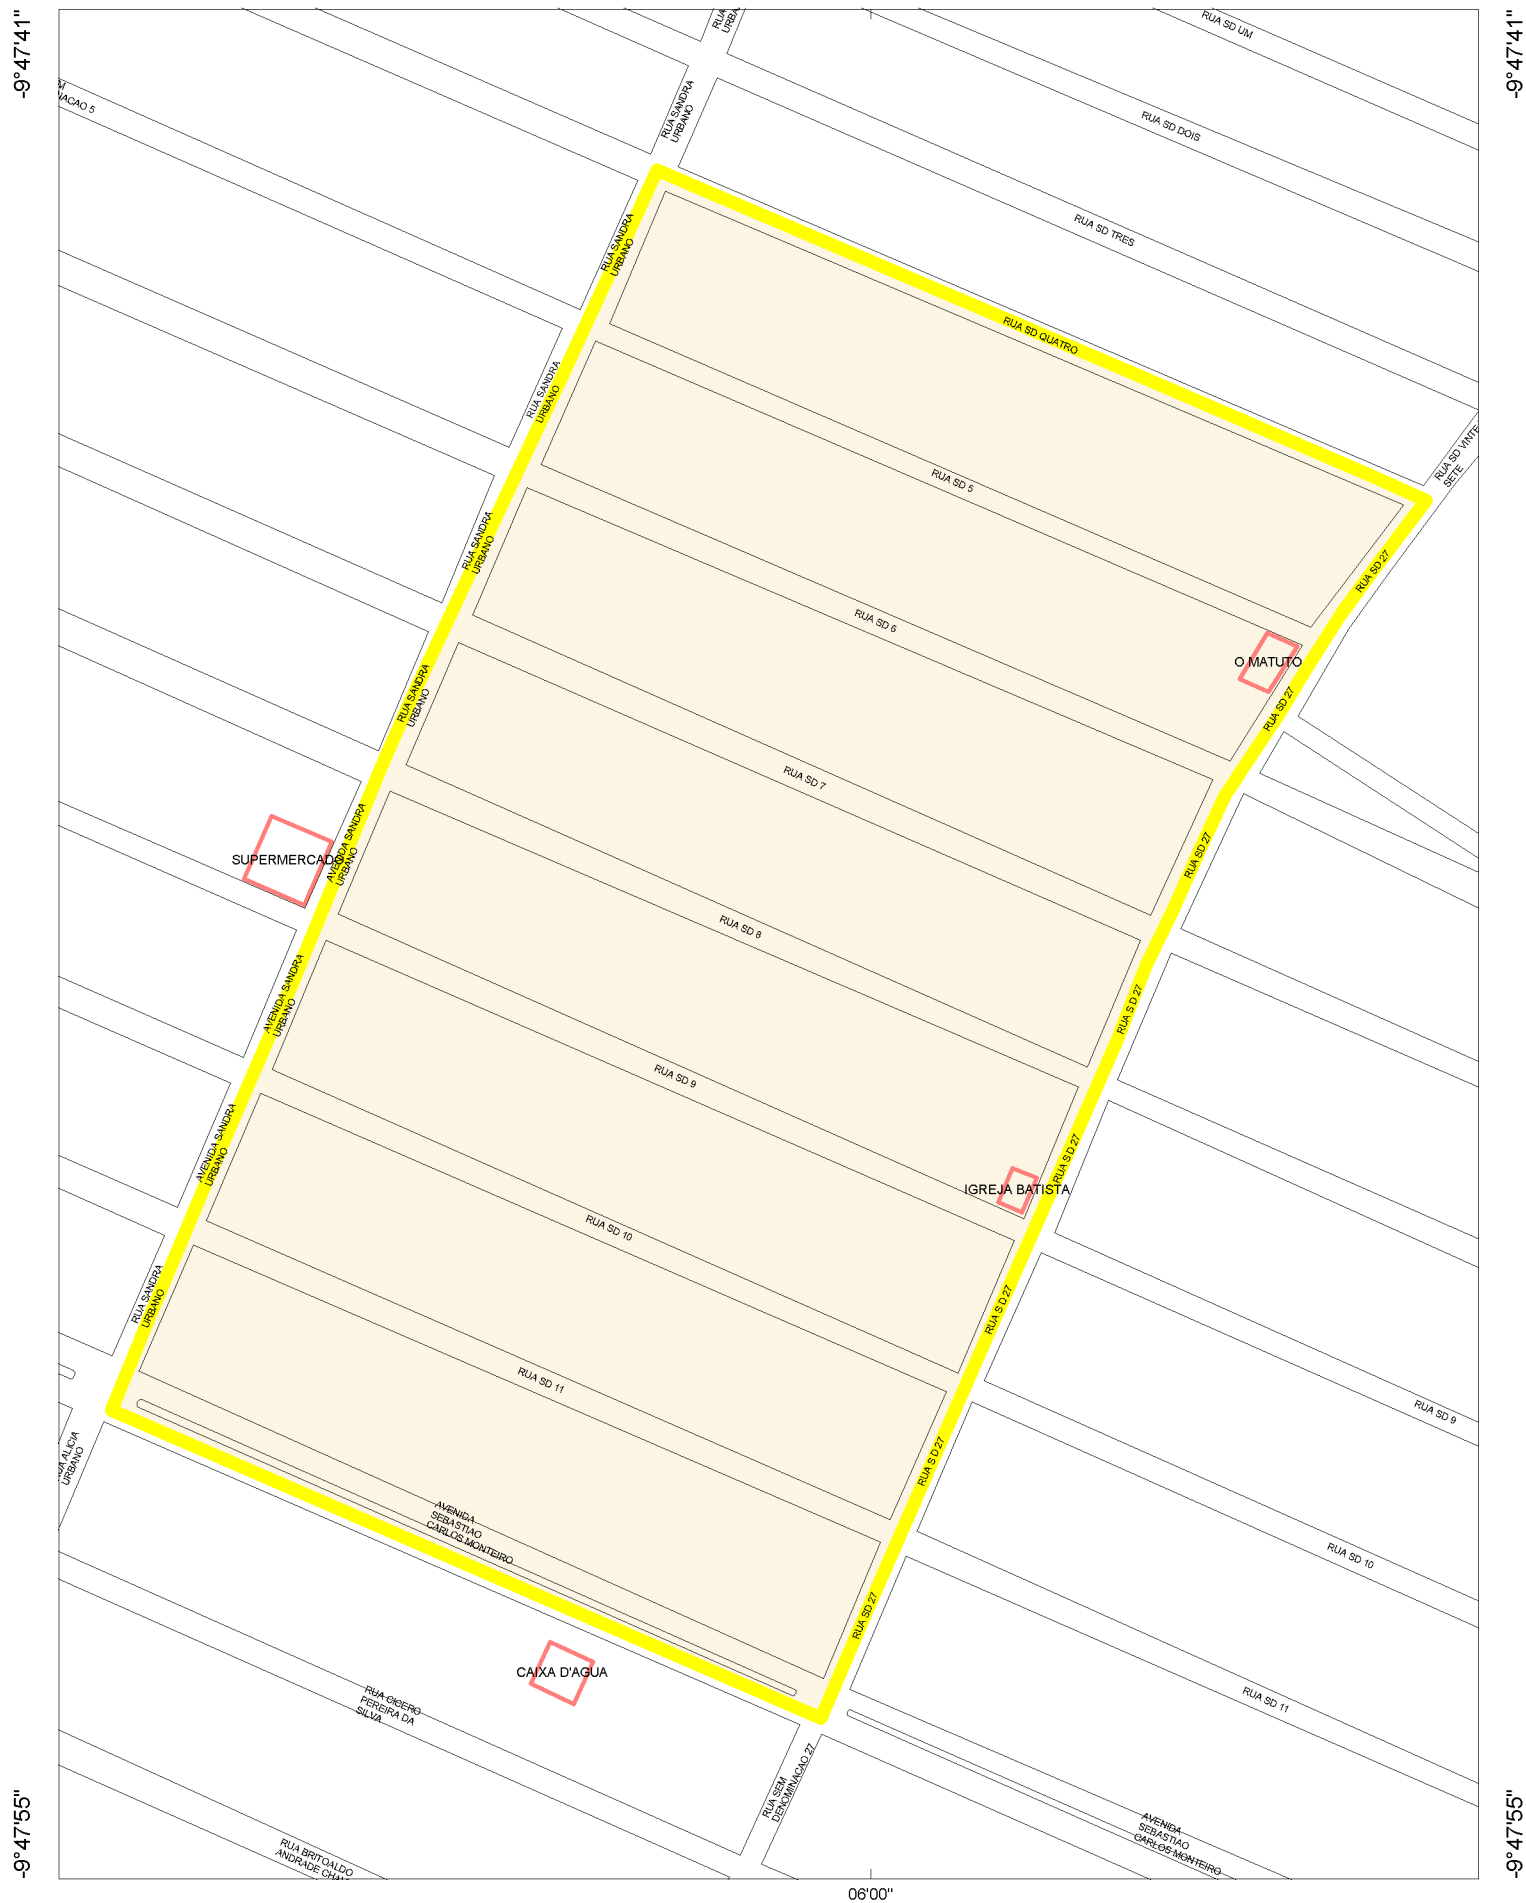 -9°47'41"
-9°47'41"
RUA SD UM
RUA SANDRA
URBANO
RUA SD DOIS
RUA SD TRES
RUA SANDRA
URBANO
RUA SD QUATRO
RUA SANDRA
URBANO
RUA SD VINTE
SETE
RUA SD 5
RUA SANDRA
URBANO
RUA SD 27
RUA SD 6
O MATUTO
RUA SANDRA
URBANO
RUA SD 27
RUA SD 7
SUPERMERCADO
AVENIDA SANDRA
URBANO
RUA SD 27
RUA SD 8
AVENIDA SANDRA
URBANO
RUA S D 27
RUA SD 9
AVENIDA SANDRA
URBANO
RUA S D 27
IGREJA BATISTA
RUA SD 10
RUA SANDRA
URBANO
RUA S D 27
RUA SD 11
RUA SD 9
ALICIA
URBANO
RUA S D 27
AVENIDA
SEBASTIAO
CARLOS MONTEIRO
RUA SD 10
RUA SD 27
CAIXA D'AGUA
RUA CICERO
PEREIRA DA
SILVA
RUA SD 11
RUA SEM
DENOMINACAO 27
AVENIDA
SEBASTIAO
CARLOS MONTEIRO
RUA BRITOALDO
ANDRADE
-9°47'55"
-9°47'55"
06'00"